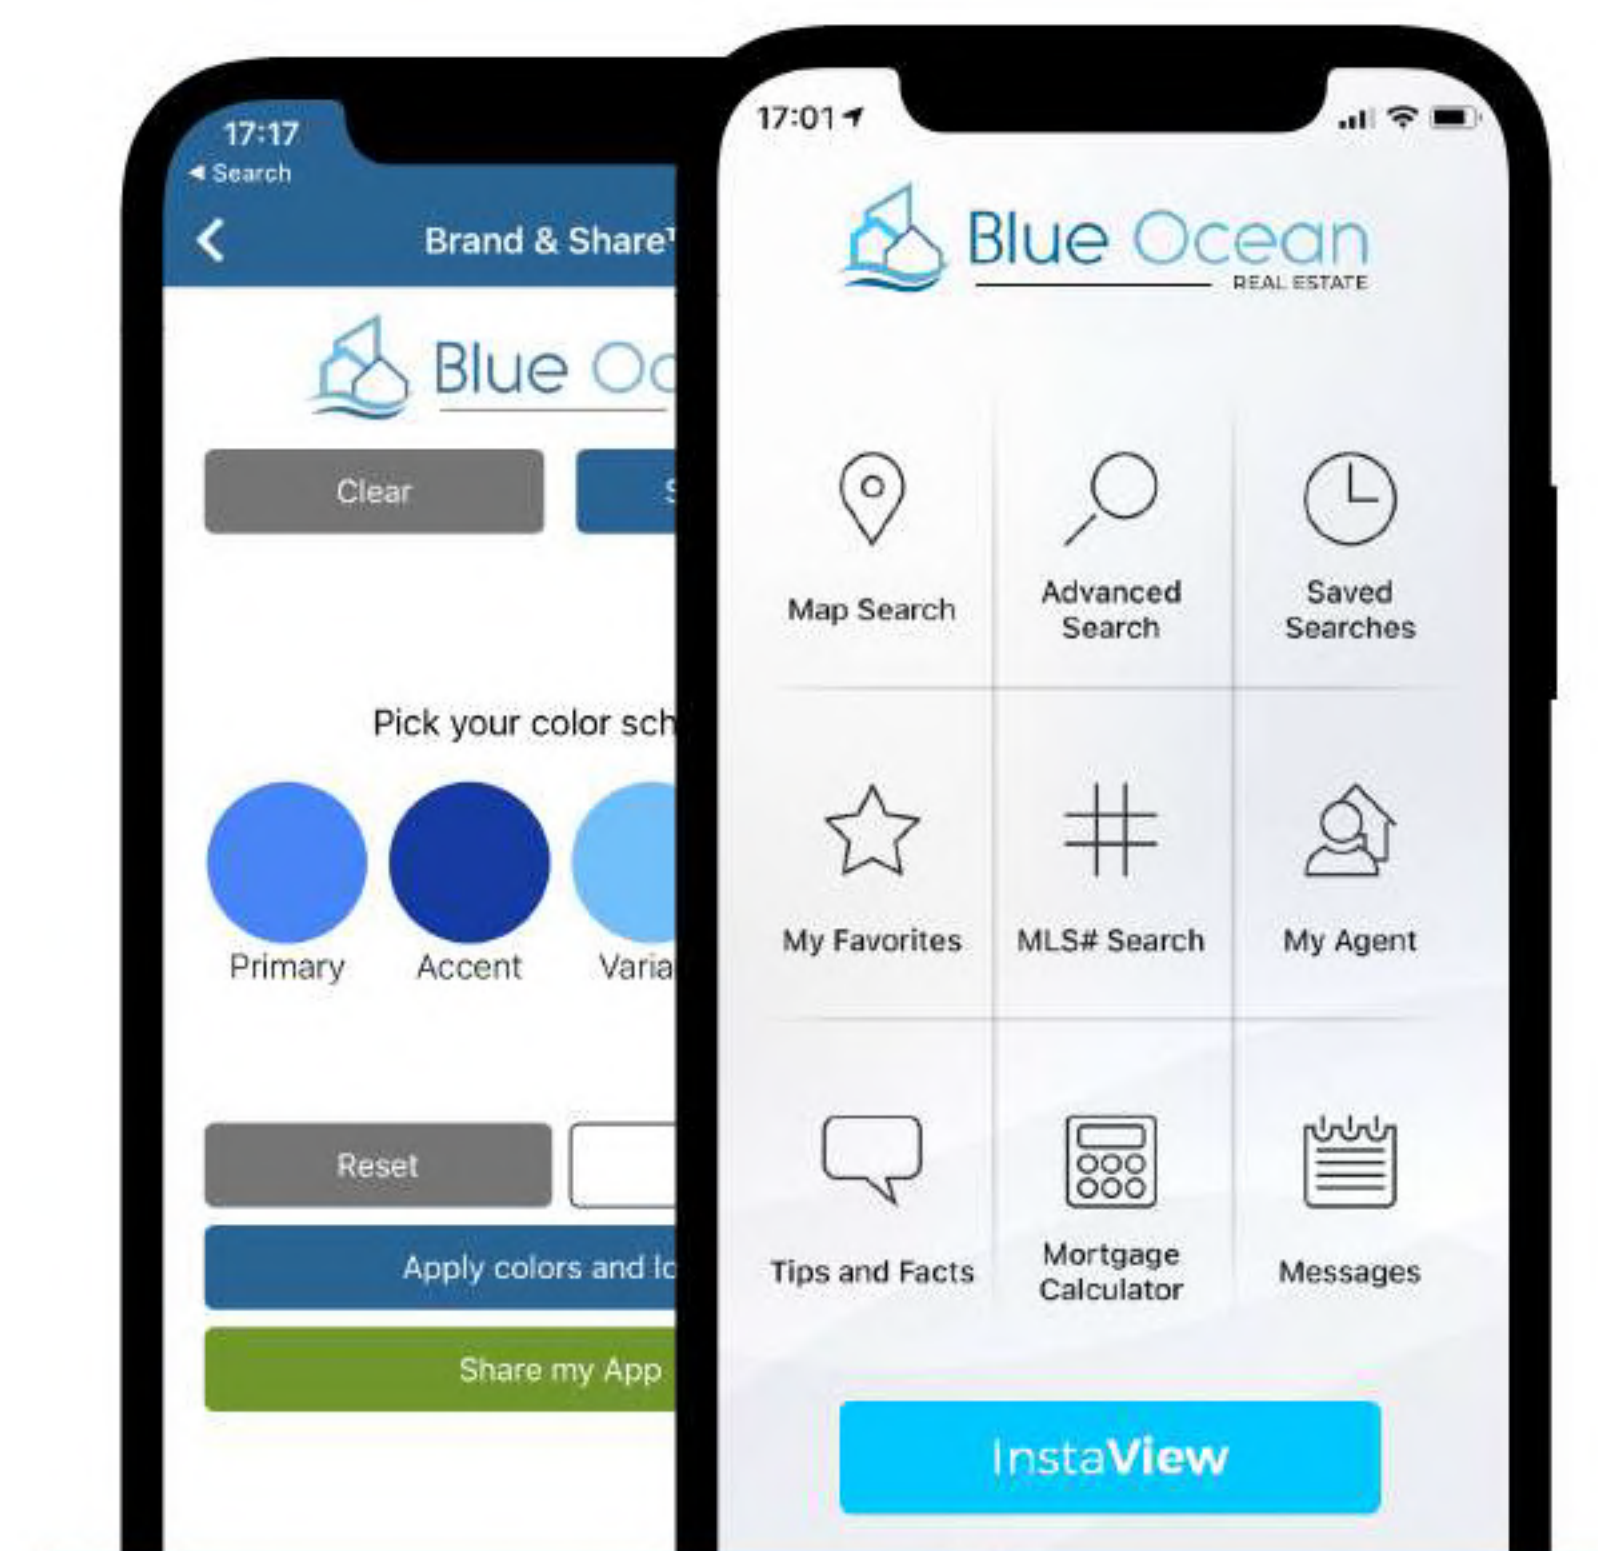 17:17
Search
Brand & Share
Blue Oc
Clear
S
Pick your color sch
Primary
Accent
Varia
Reset
Apply colors and lo
Share my App
17:01
Blue Ocean
REAL ESTATE
Map Search
Advanced
Search
Saved
Searches
My Favorites
MLS# Search
My Agent
Tips and Facts
Mortgage
Calculator
Messages
InstaView